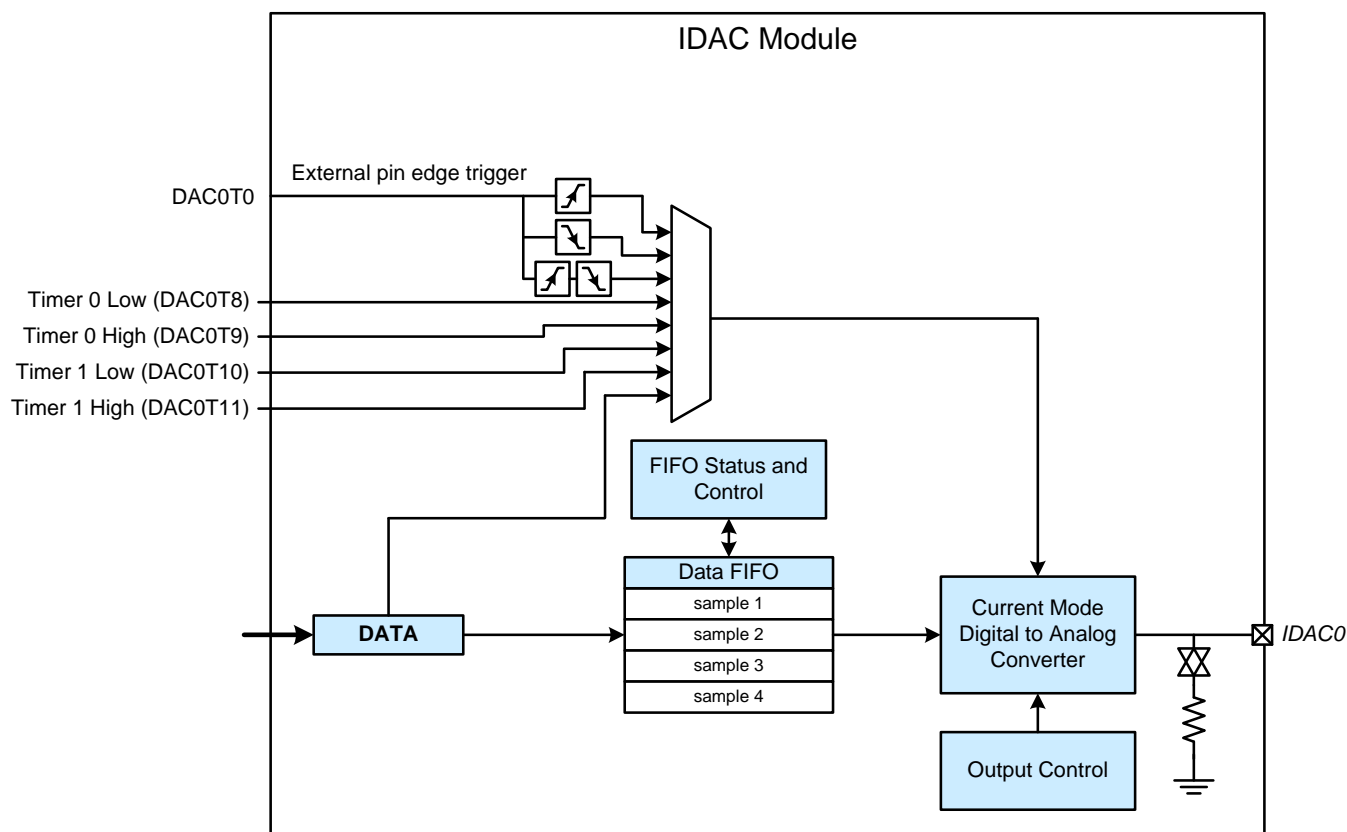 IDAC Module
External pin edge trigger
DAC0T0
Timer 0 Low (DAC0T8)
Timer 0 High (DAC0T9)
Timer 1 Low (DAC0T10)
Timer 1 High (DAC0T11)
FIFO Status and
Control
Data FIFO
sample 1
sample 2
sample 3
sample 4
DATA
Current Mode
Digital to Analog
Converter
IDAC0
Output Control